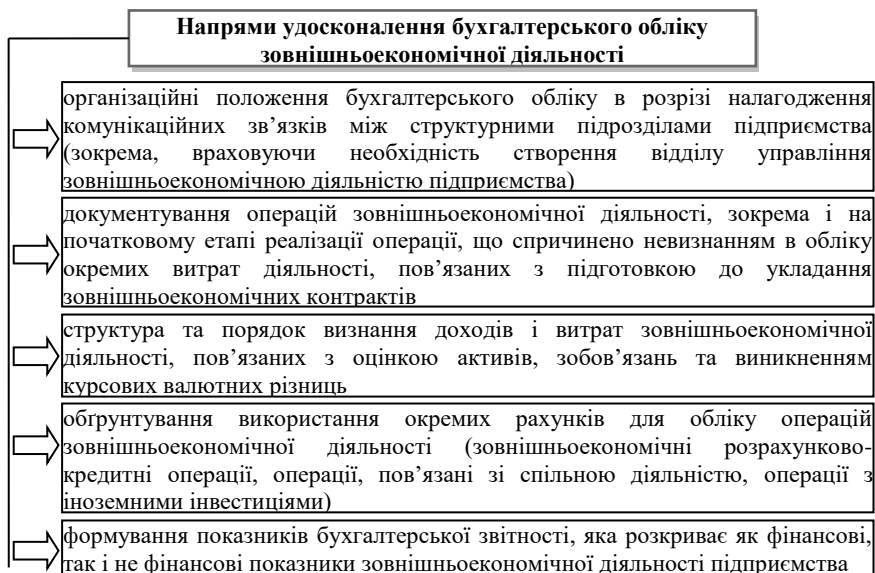 Напрями удосконалення бухгалтерського обліку
зовнішньоекономічної діяльності
організаційні положення бухгалтерського обліку в розрізі налагодження
комунікаційних зв’язків між структурними підрозділами підприємства
(зокрема, враховуючи необхідність створення відділу управління
зовнішньоекономічною діяльністю підприємства)
документування операцій зовнішньоекономічної діяльності, зокрема і на
початковому етапі реалізації операції, що спричинено невизнанням в обліку
окремих витрат діяльності, пов’язаних з підготовкою до укладання
зовнішньоекономічних контрактів
структура та порядок визнання доходів і витрат зовнішньоекономічної
діяльності, пов’язаних з оцінкою активів, зобов’язань та виникненням
курсових валютних різниць
обґрунтування використання окремих рахунків для обліку операцій
зовнішньоекономічної діяльності (зовнішньоекономічні розрахунково-
кредитні операції, операції, пов’язані зі спільною діяльністю, операції з
іноземними інвестиціями)
формування показників бухгалтерської звітності, яка розкриває як фінансові,
так і не фінансові показники зовнішньоекономічної діяльності підприємства